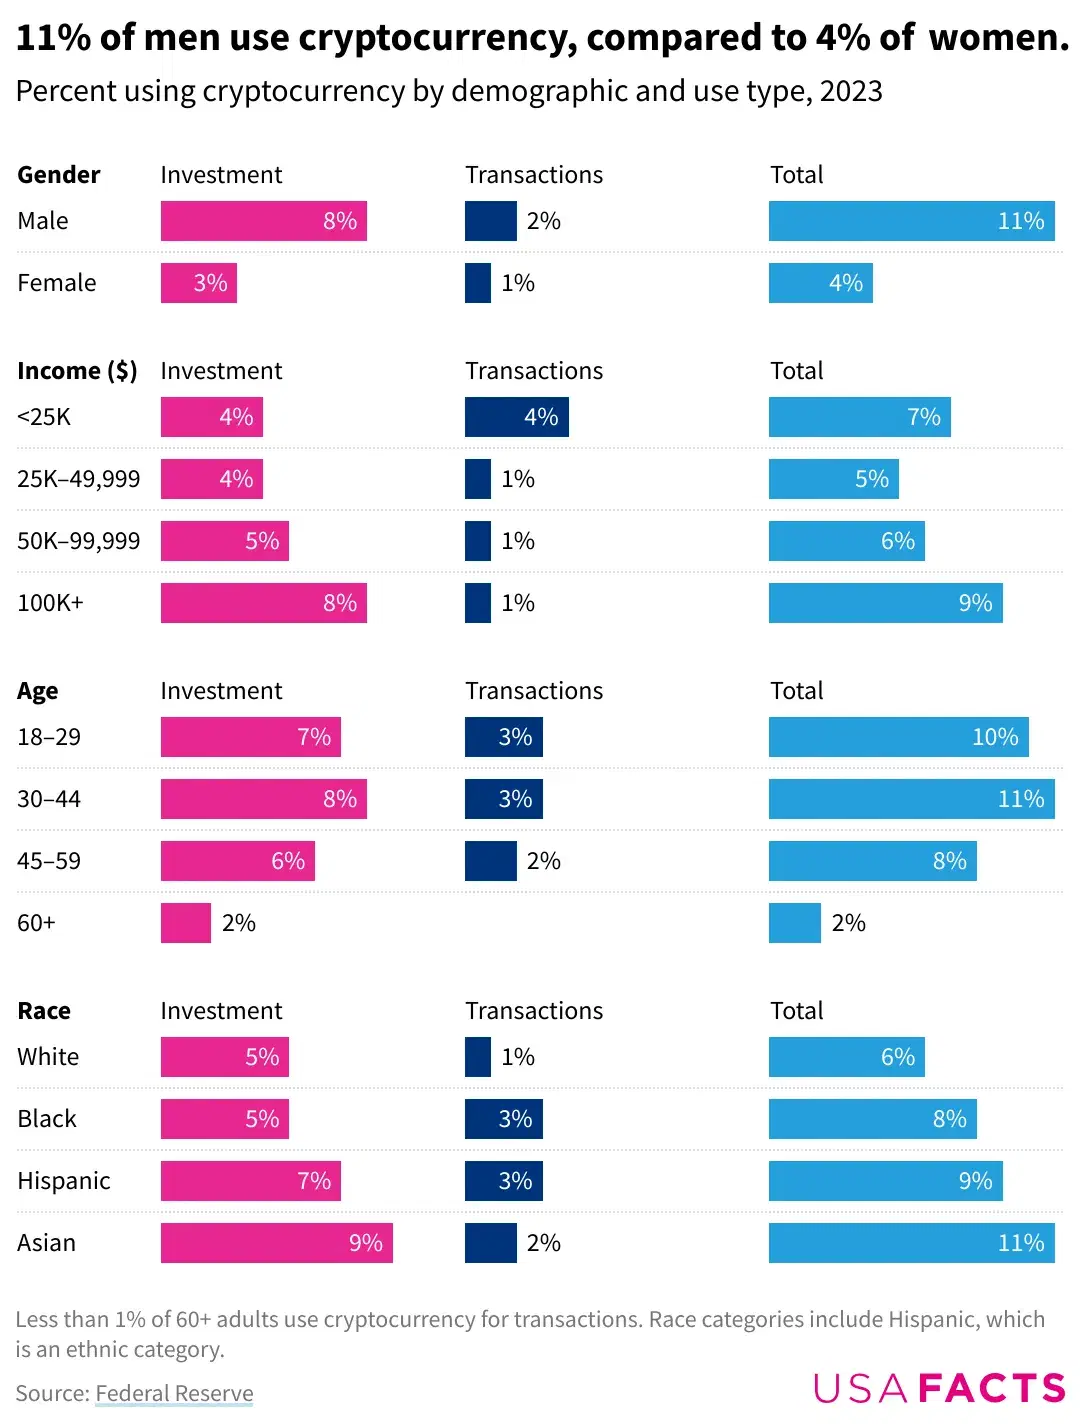 11% of men use cryptocurrency, compared to 4% of women.
Percent using cryptocurrency by demographic and use type, 2023
Gender Investment Transactions Total
Male 8% 2% 11%
Female 3% 1% 4%
Income ($) Investment Transactions Total
<25K 4% 4% 7%
25K–49,999 4% 1% 5%
50K–99,999 5% 1% 6%
100K+ 8% 1% 9%
Age Investment Transactions Total
18–29 7% 3% 10%
30–44 8% 3% 11%
45–59 6% 2% 8%
60+ 2% 2%
Race Investment Transactions Total
White 5% 1% 6%
Black 5% 3% 8%
Hispanic 7% 3% 9%
Asian 9% 2% 11%
Less than 1% of 60+ adults use cryptocurrency for transactions. Race categories include Hispanic, which
is an ethnic category.
Source: Federal Reserve
USAFACTS